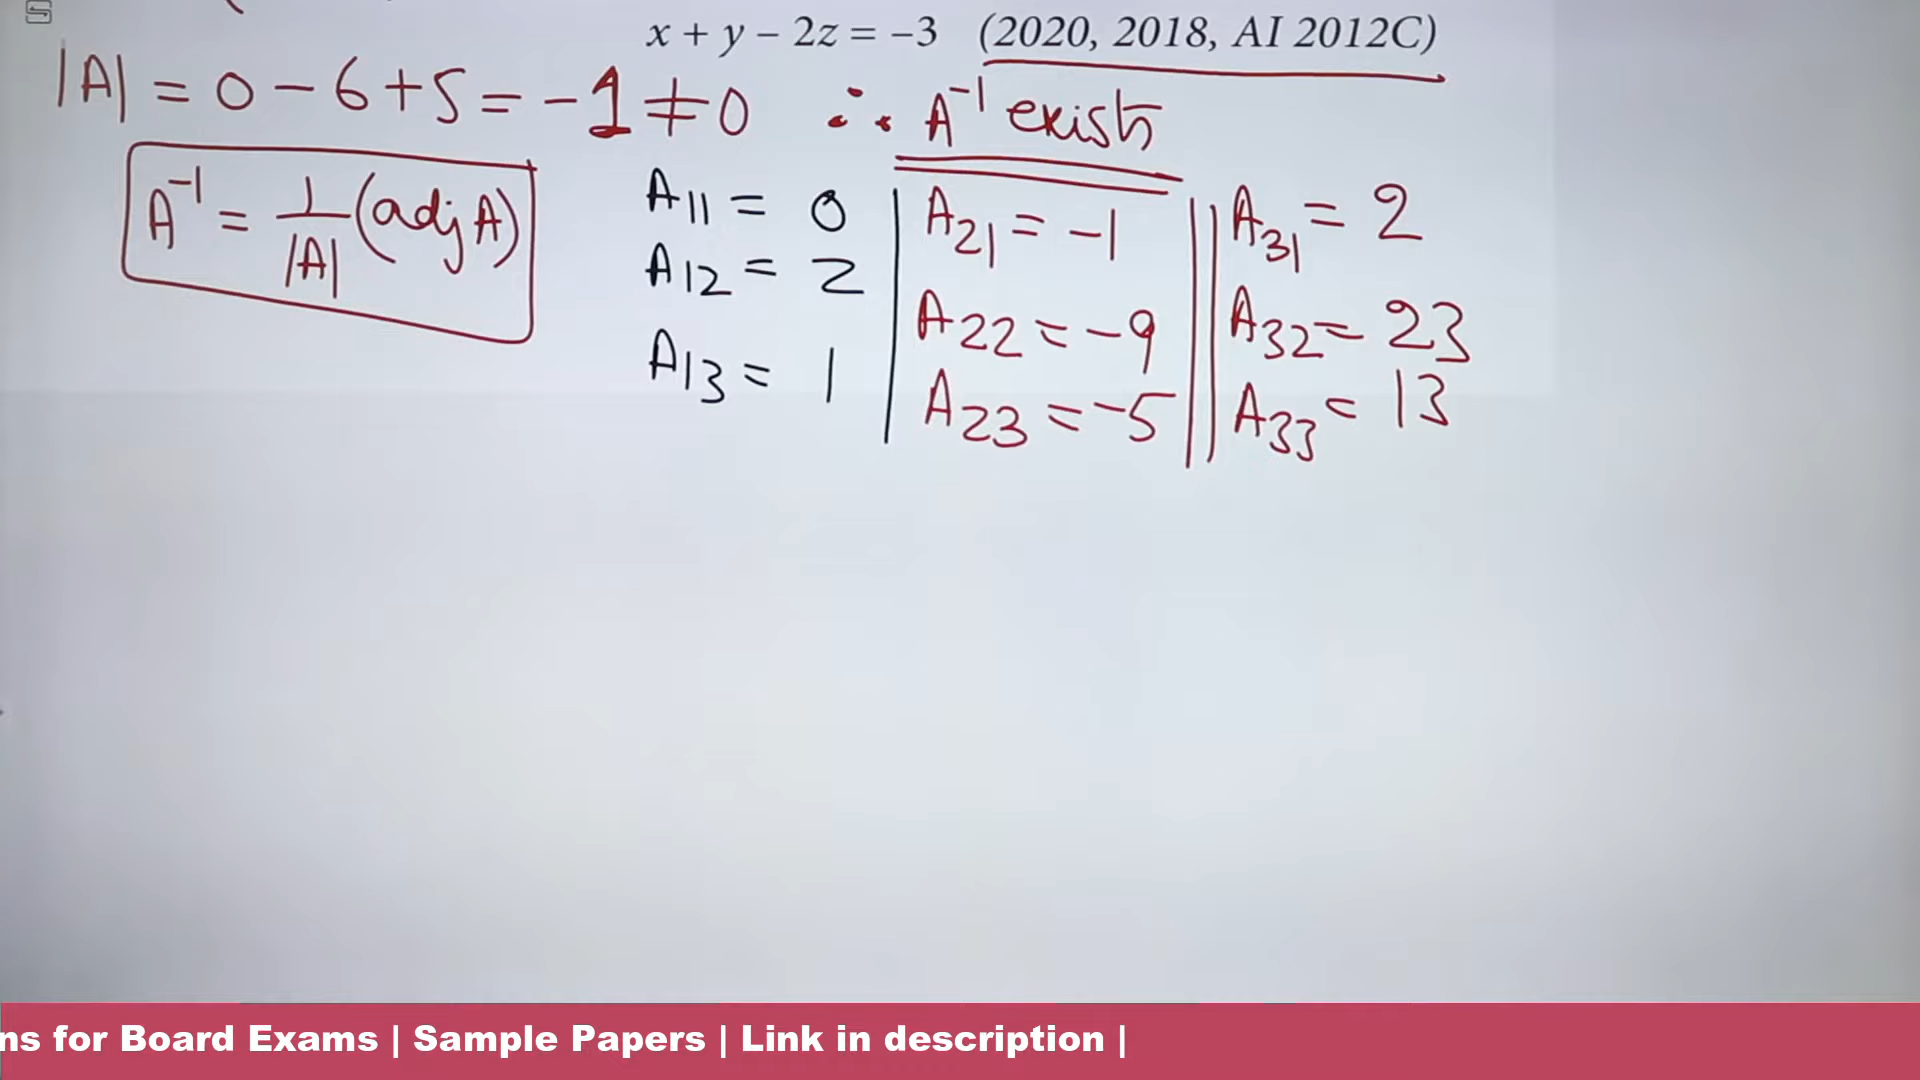 x + y – 2z = –3 (2020, 2018, AI 2012C)
|A| = 0 – 6 + 5 = –1 ≠ 0 ∴ A⁻¹ exists
A⁻¹ = 1/|A| (adj A)
A₁₁ = 0
A₁₂ = 2
A₁₃ = 1
A₂₁ = –1
A₂₂ = –9
A₂₃ = –5
A₃₁ = 2
A₃₂ = 23
A₃₃ = 13
ns for Board Exams | Sample Papers | Link in description |